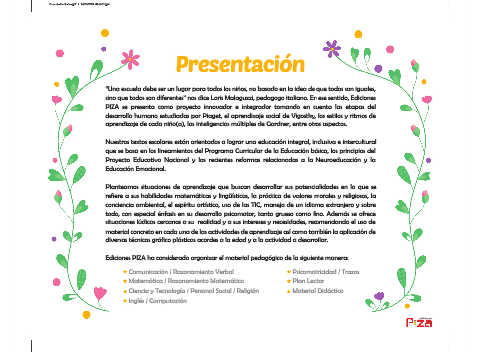 Presentación
"Una escuela debe ser un lugar para todos los niños, no basada en la idea de que todos son iguales,
sino que todos son diferentes" nos dice Loris Malaguzzi, pedagogo italiano. En ese sentido, Ediciones
PIZA se presenta como proyecto innovador e integrador tomando en cuenta las etapas del
desarrollo humano estudiadas por Piaget, el aprendizaje social de Vigostky, los estilos y ritmos de
aprendizaje de cada niño(a), las inteligencias múltiples de Gardner, entre otros aspectos.
Nuestros textos escolares están orientados a lograr una educación integral, inclusiva e intercultural
que se basa en los lineamientos del Programa Curricular de la Educación básica, los principios del
Proyecto Educativo Nacional y las recientes reformas relacionadas a la Neuroeducación y la
Educación Emocional.
Planteamos situaciones de aprendizaje que buscan desarrollar sus potencialidades en lo que se
refiere a sus habilidades matemáticas y lingüísticas, la práctica de valores morales y religiosos, la
conciencia ambiental, el espíritu artístico, uso de las TIC, manejo de un idioma extranjero y sobre
todo, con especial énfasis en su desarrollo psicomotor, tanto grueso como fino. Además se ofrece
situaciones lúdicas cercanas a su realidad y a sus intereses y necesidades, recomendando el uso de
material concreto en cada una de las actividades de aprendizaje así como también la aplicación de
diversas técnicas gráfico plásticas acordes a la edad y a la actividad a desarrollar.
Ediciones PIZA ha considerado organizar el material pedagógico de la siguiente manera:
Comunicación / Razonamiento Verbal
Matemática / Razonamiento Matemático
Ciencia y Tecnología / Personal Social / Religión
Inglés / Computación
Psicomotricidad / Trazos
Plan Lector
Material Didáctico
PIZA